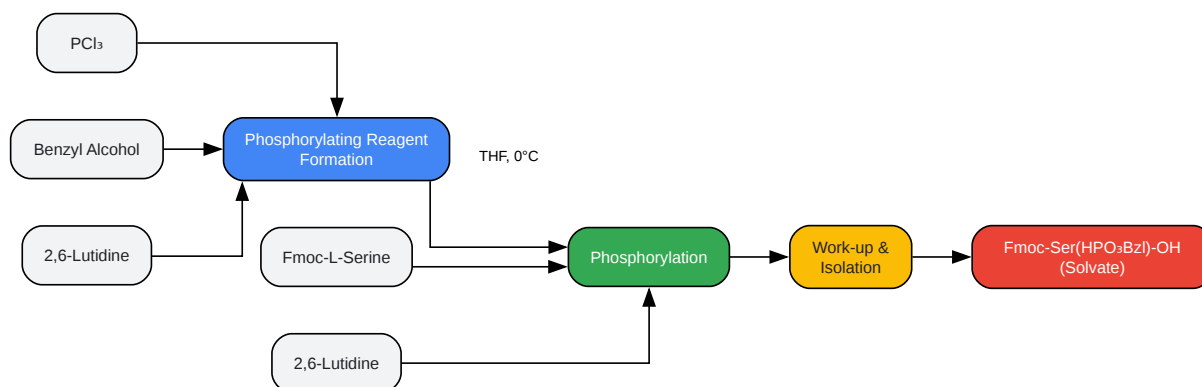 PCl₃
Benzyl Alcohol
Phosphorylating Reagent
Formation
THF, 0°C
2,6-Lutidine
Fmoc-L-Serine
Phosphorylation
Work-up &
Isolation
Fmoc-Ser(HPO₃Bzl)-OH
(Solvate)
2,6-Lutidine